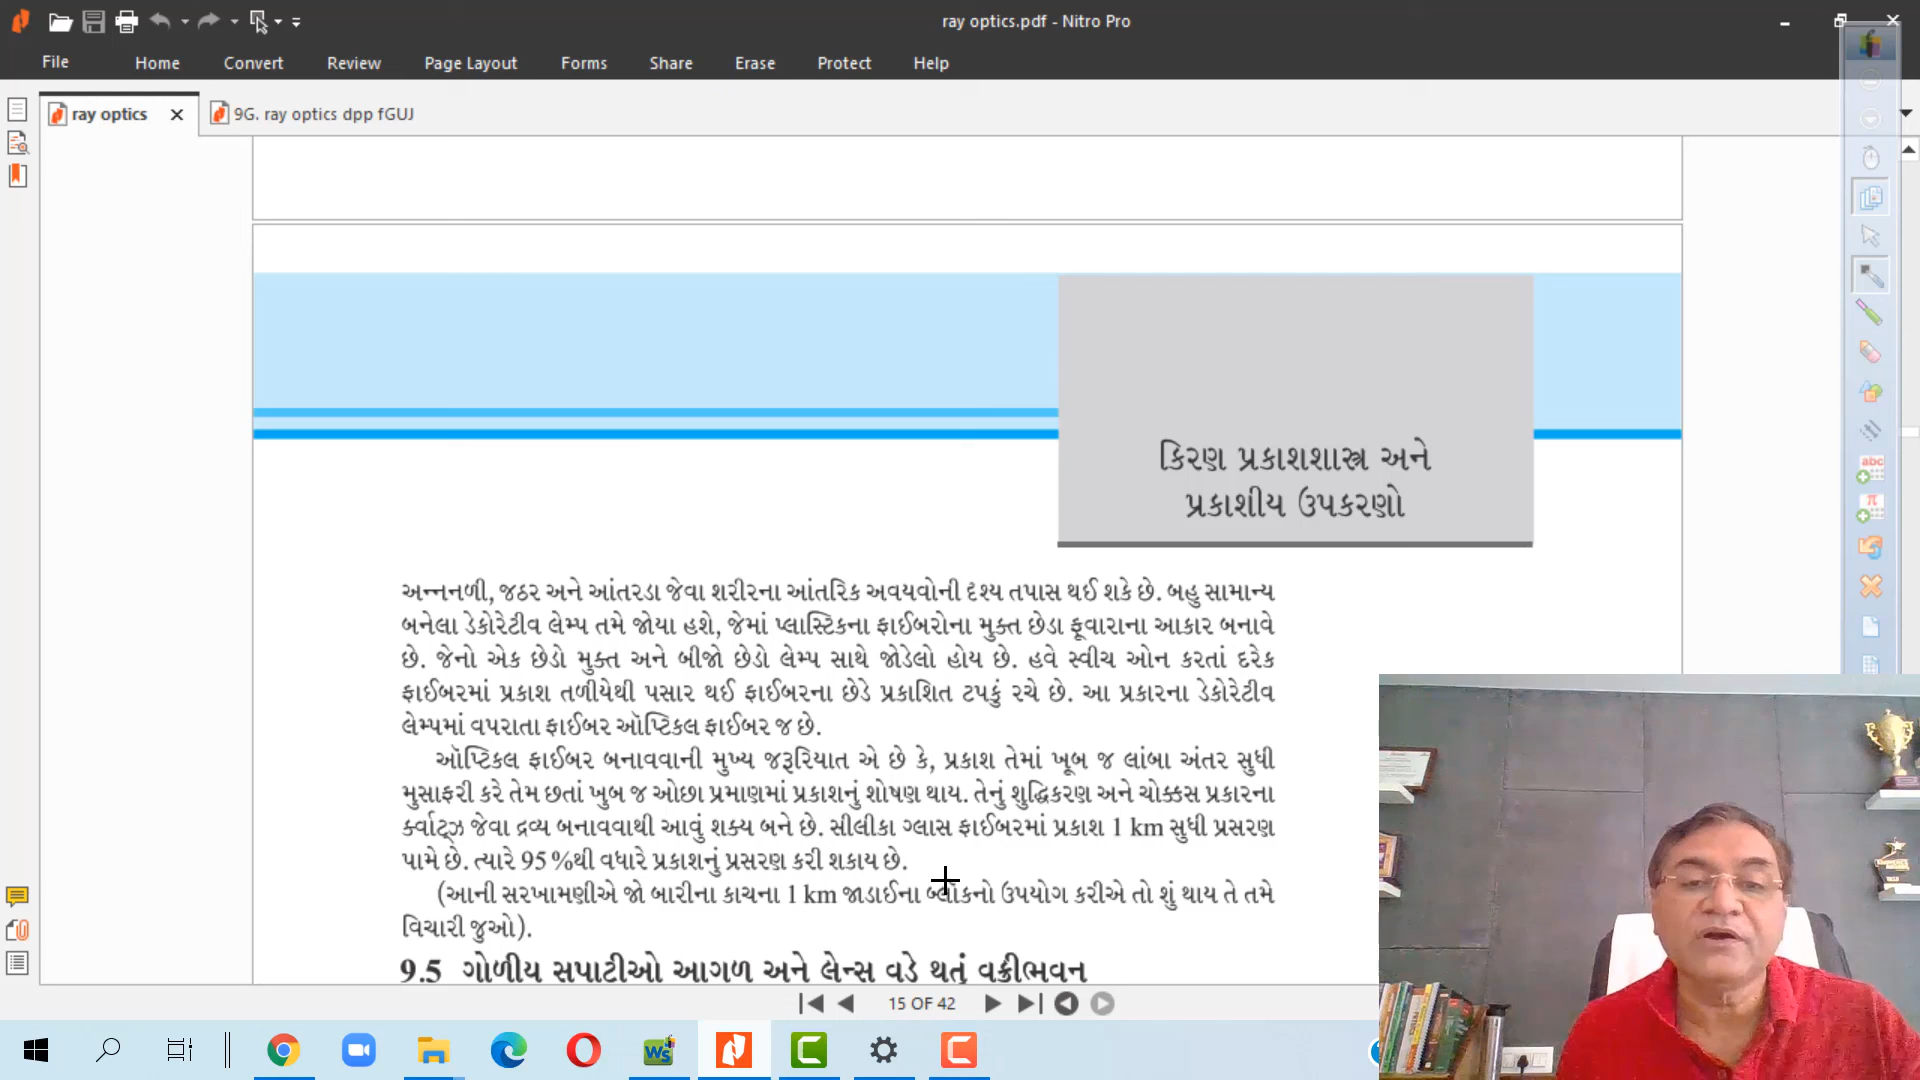 ray optics.pdf - Nitro Pro
File Home Convert Review Page Layout Forms Share Erase Protect Help
ray optics 9G. ray optics dpp fGUJ
કિરણ પ્રકાશશાસ્ત્ર અને
પ્રકાશીય ઉપકરણો
અન્નનળી, જઠર અને આંતરડા જેવા શરીરના આંતરિક અવયવોની દૃશ્ય તપાસ થઈ શકે છે. બહુ સામાન્ય
બનેલા ડેકોરેટીવ લેમ્પ તમે જોયા હશે, જેમાં પ્લાસ્ટિકના ફાઈબરોના મુક્ત છેડા ફૂવારાના આકાર બનાવે
છે. જેનો એક છેડો મુક્ત અને બીજો છેડો લેમ્પ સાથે જોડેલો હોય છે. હવે સ્વીચ ઓન કરતાં દરેક
ફાઈબરમાં પ્રકાશ તળીયેથી પસાર થઈ ફાઈબરના છેડે પ્રકાશિત ટપકું રચે છે. આ પ્રકારના ડેકોરેટીવ
લેમ્પમાં વપરાતા ફાઈબર ઑપ્ટિકલ ફાઈબર જ છે.
ઑપ્ટિકલ ફાઈબર બનાવવાની મુખ્ય જરૂરિયાત એ છે કે, પ્રકાશ તેમાં ખૂબ જ લાંબા અંતર સુધી
મુસાફરી કરે તેમ છતાં ખુબ જ ઓછા પ્રમાણમાં પ્રકાશનું શોષણ થાય. તેનું શુદ્ધિકરણ અને ચોક્કસ પ્રકારના
ક્વાર્ટ્ઝ જેવા દ્રવ્ય બનાવવાથી આવું શક્ય બને છે. સીલીકા ગ્લાસ ફાઈબરમાં પ્રકાશ 1 km સુધી પ્રસરણ
પામે છે. ત્યારે 95 %થી વધારે પ્રકાશનું પ્રસરણ કરી શકાય છે.
(આની સરખામણીએ જો બારીના કાચના 1 km જાડાઈના બ્લૉકનો ઉપયોગ કરીએ તો શું થાય તે તમે
વિચારી જુઓ).
9.5 ગોળીય સપાટીઓ આગળ અને લેન્સ વડે થતું વક્રીભવન
15 OF 42
abc
π